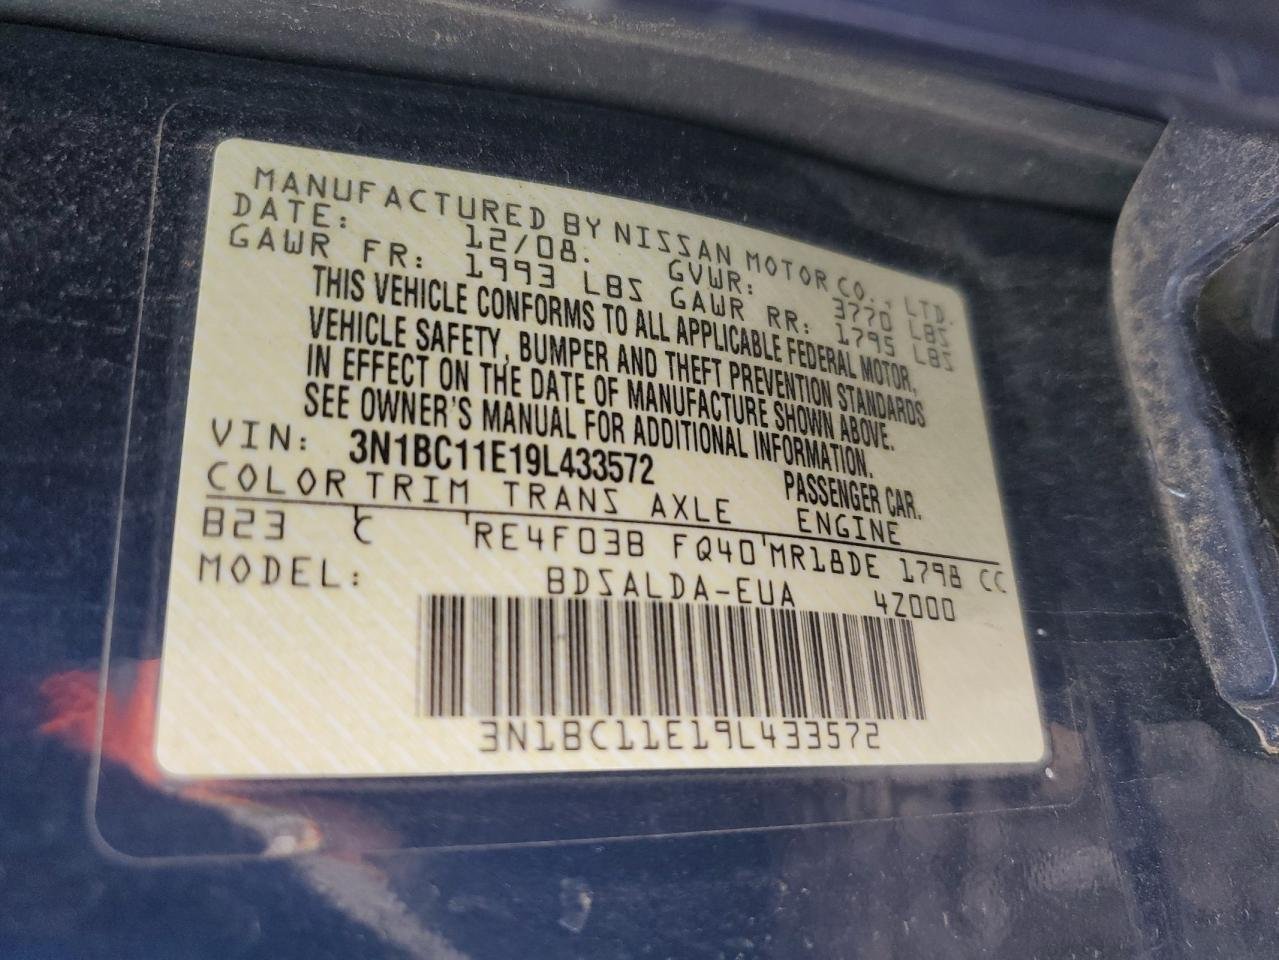 MANUFACTURED BY NISSAN MOTOR CO., LTD.
DATE: 12/08. GVWR: 3770 LBS
GAWR FR: 1993 LBS GAWR RR: 1795 LBS
THIS VEHICLE CONFORMS TO ALL APPLICABLE FEDERAL MOTOR,
VEHICLE SAFETY, BUMPER AND THEFT PREVENTION STANDARDS
IN EFFECT ON THE DATE OF MANUFACTURE SHOWN ABOVE.
SEE OWNER'S MANUAL FOR ADDITIONAL INFORMATION.
VIN: 3N1BC11E19L433572 PASSENGER CAR.
COLOR TRIM TRANS AXLE ENGINE
B23 C RE4F03B FQ40 MR18DE 1798 CC
MODEL: BDSALDA-EUA 4Z000
3N1BC11E19L433572